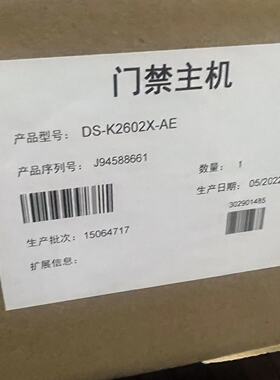 门禁主机
产品型号: DS-K2602X-AE
产品序列号: J94588661
数量: 1
生产日期: 05/2022
302901485
生产批次: 15064717
扩展信息: